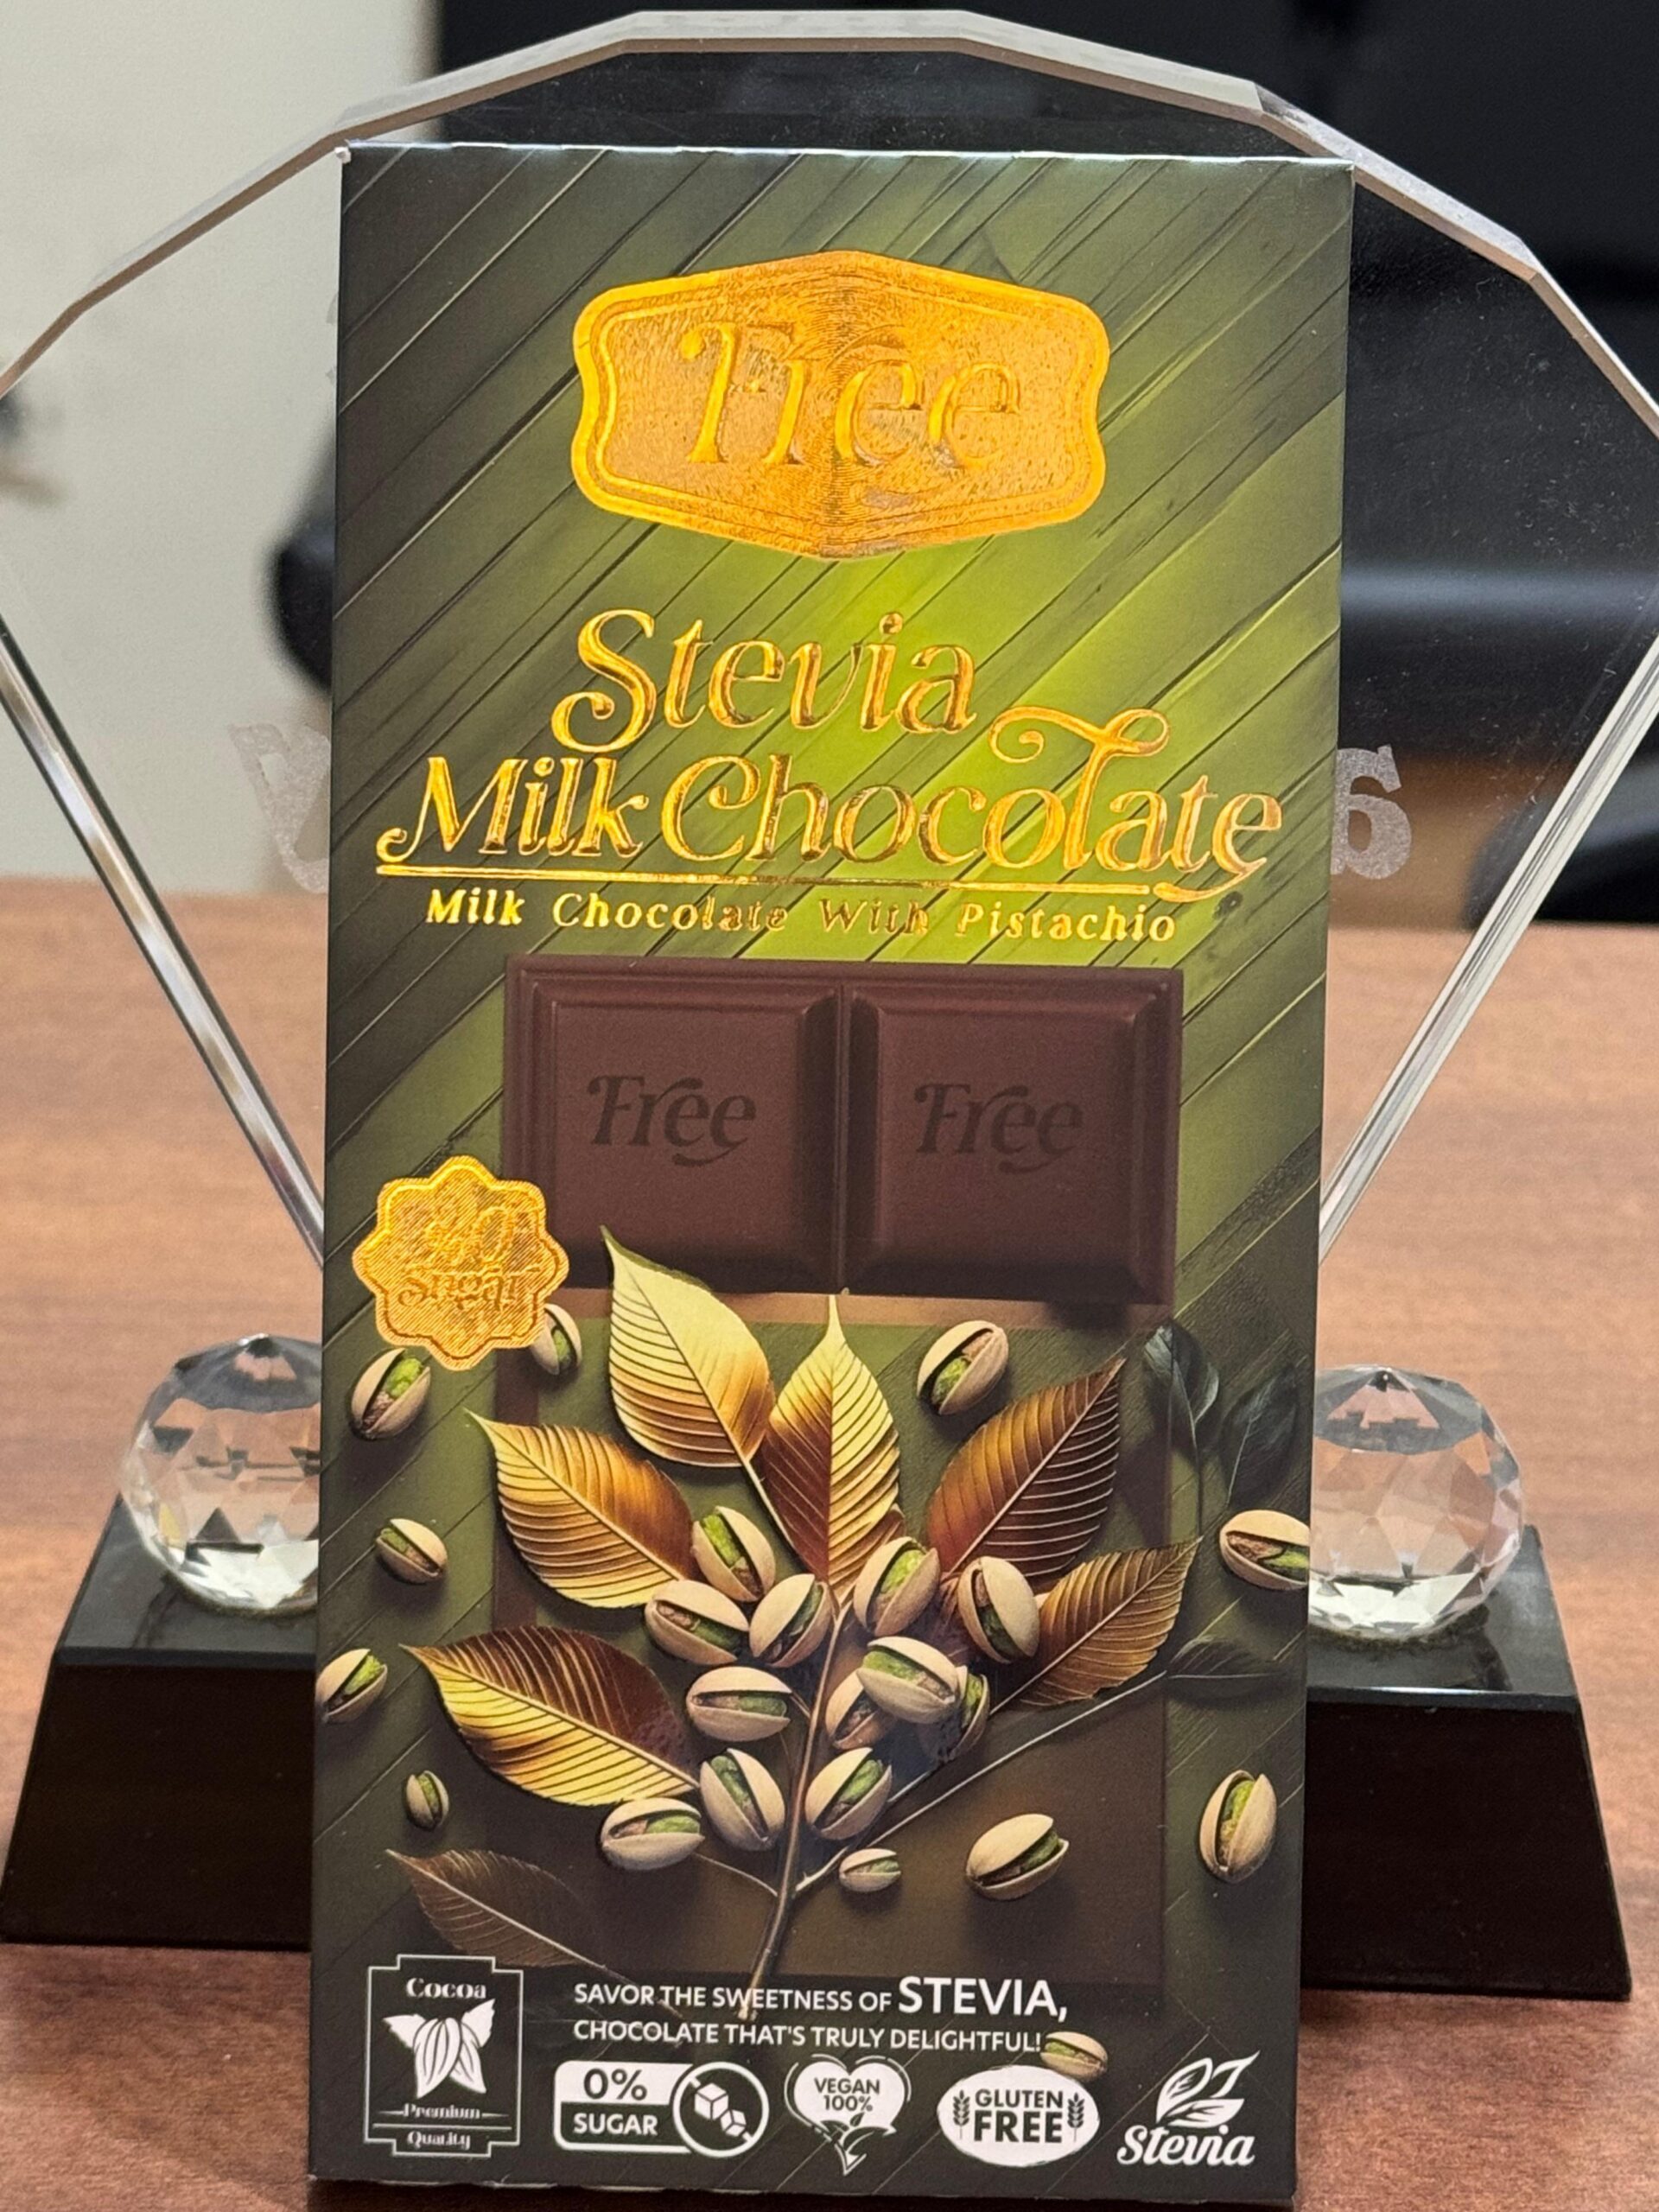 Free
Stevia
Milk Chocolate
Milk Chocolate With Pistachio
Free Free
Sugar
Cocoa
Premium
Quality
SAVOR THE SWEETNESS OF STEVIA,
CHOCOLATE THAT'S TRULY DELIGHTFUL!
0%
SUGAR
VEGAN
100%
GLUTEN
FREE
Stevia
6